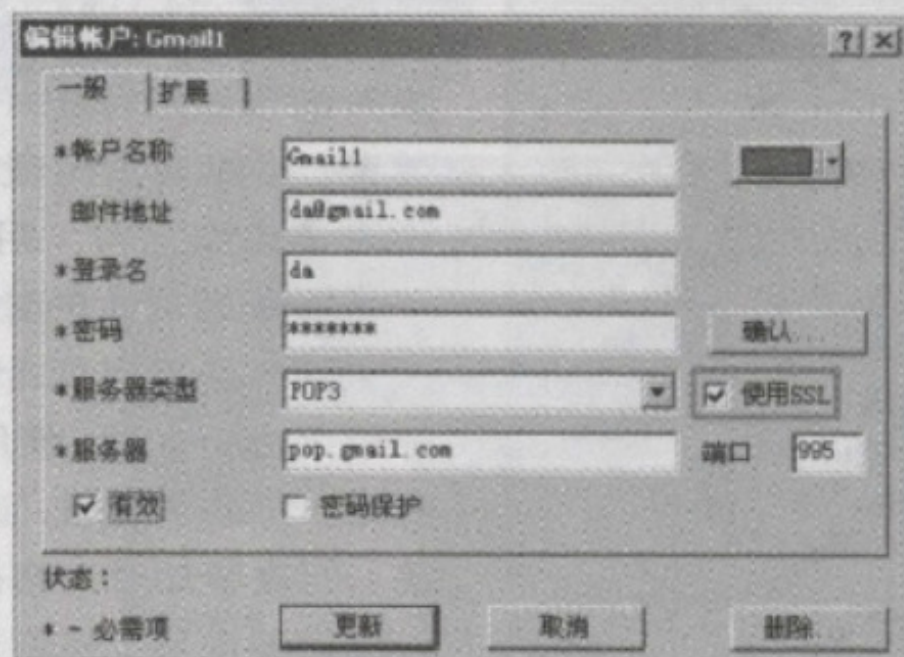 编辑帐户: Gmail1
一般 扩展
*帐户名称 Gmail1
邮件地址 da@gmail.com
*登录名 da
*密码 ******* 确认...
*服务器类型 POP3 使用SSL
*服务器 pop.gmail.com 端口 995
有效 密码保护
状态：
* - 必需项 更新 取消 删除...